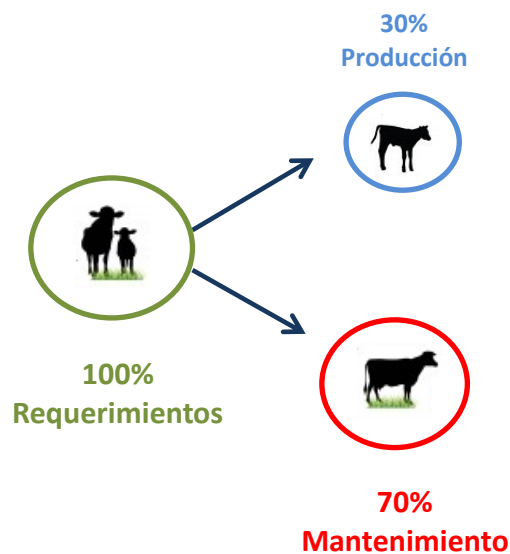 30%
Producción
100%
Requerimientos
70%
Mantenimiento